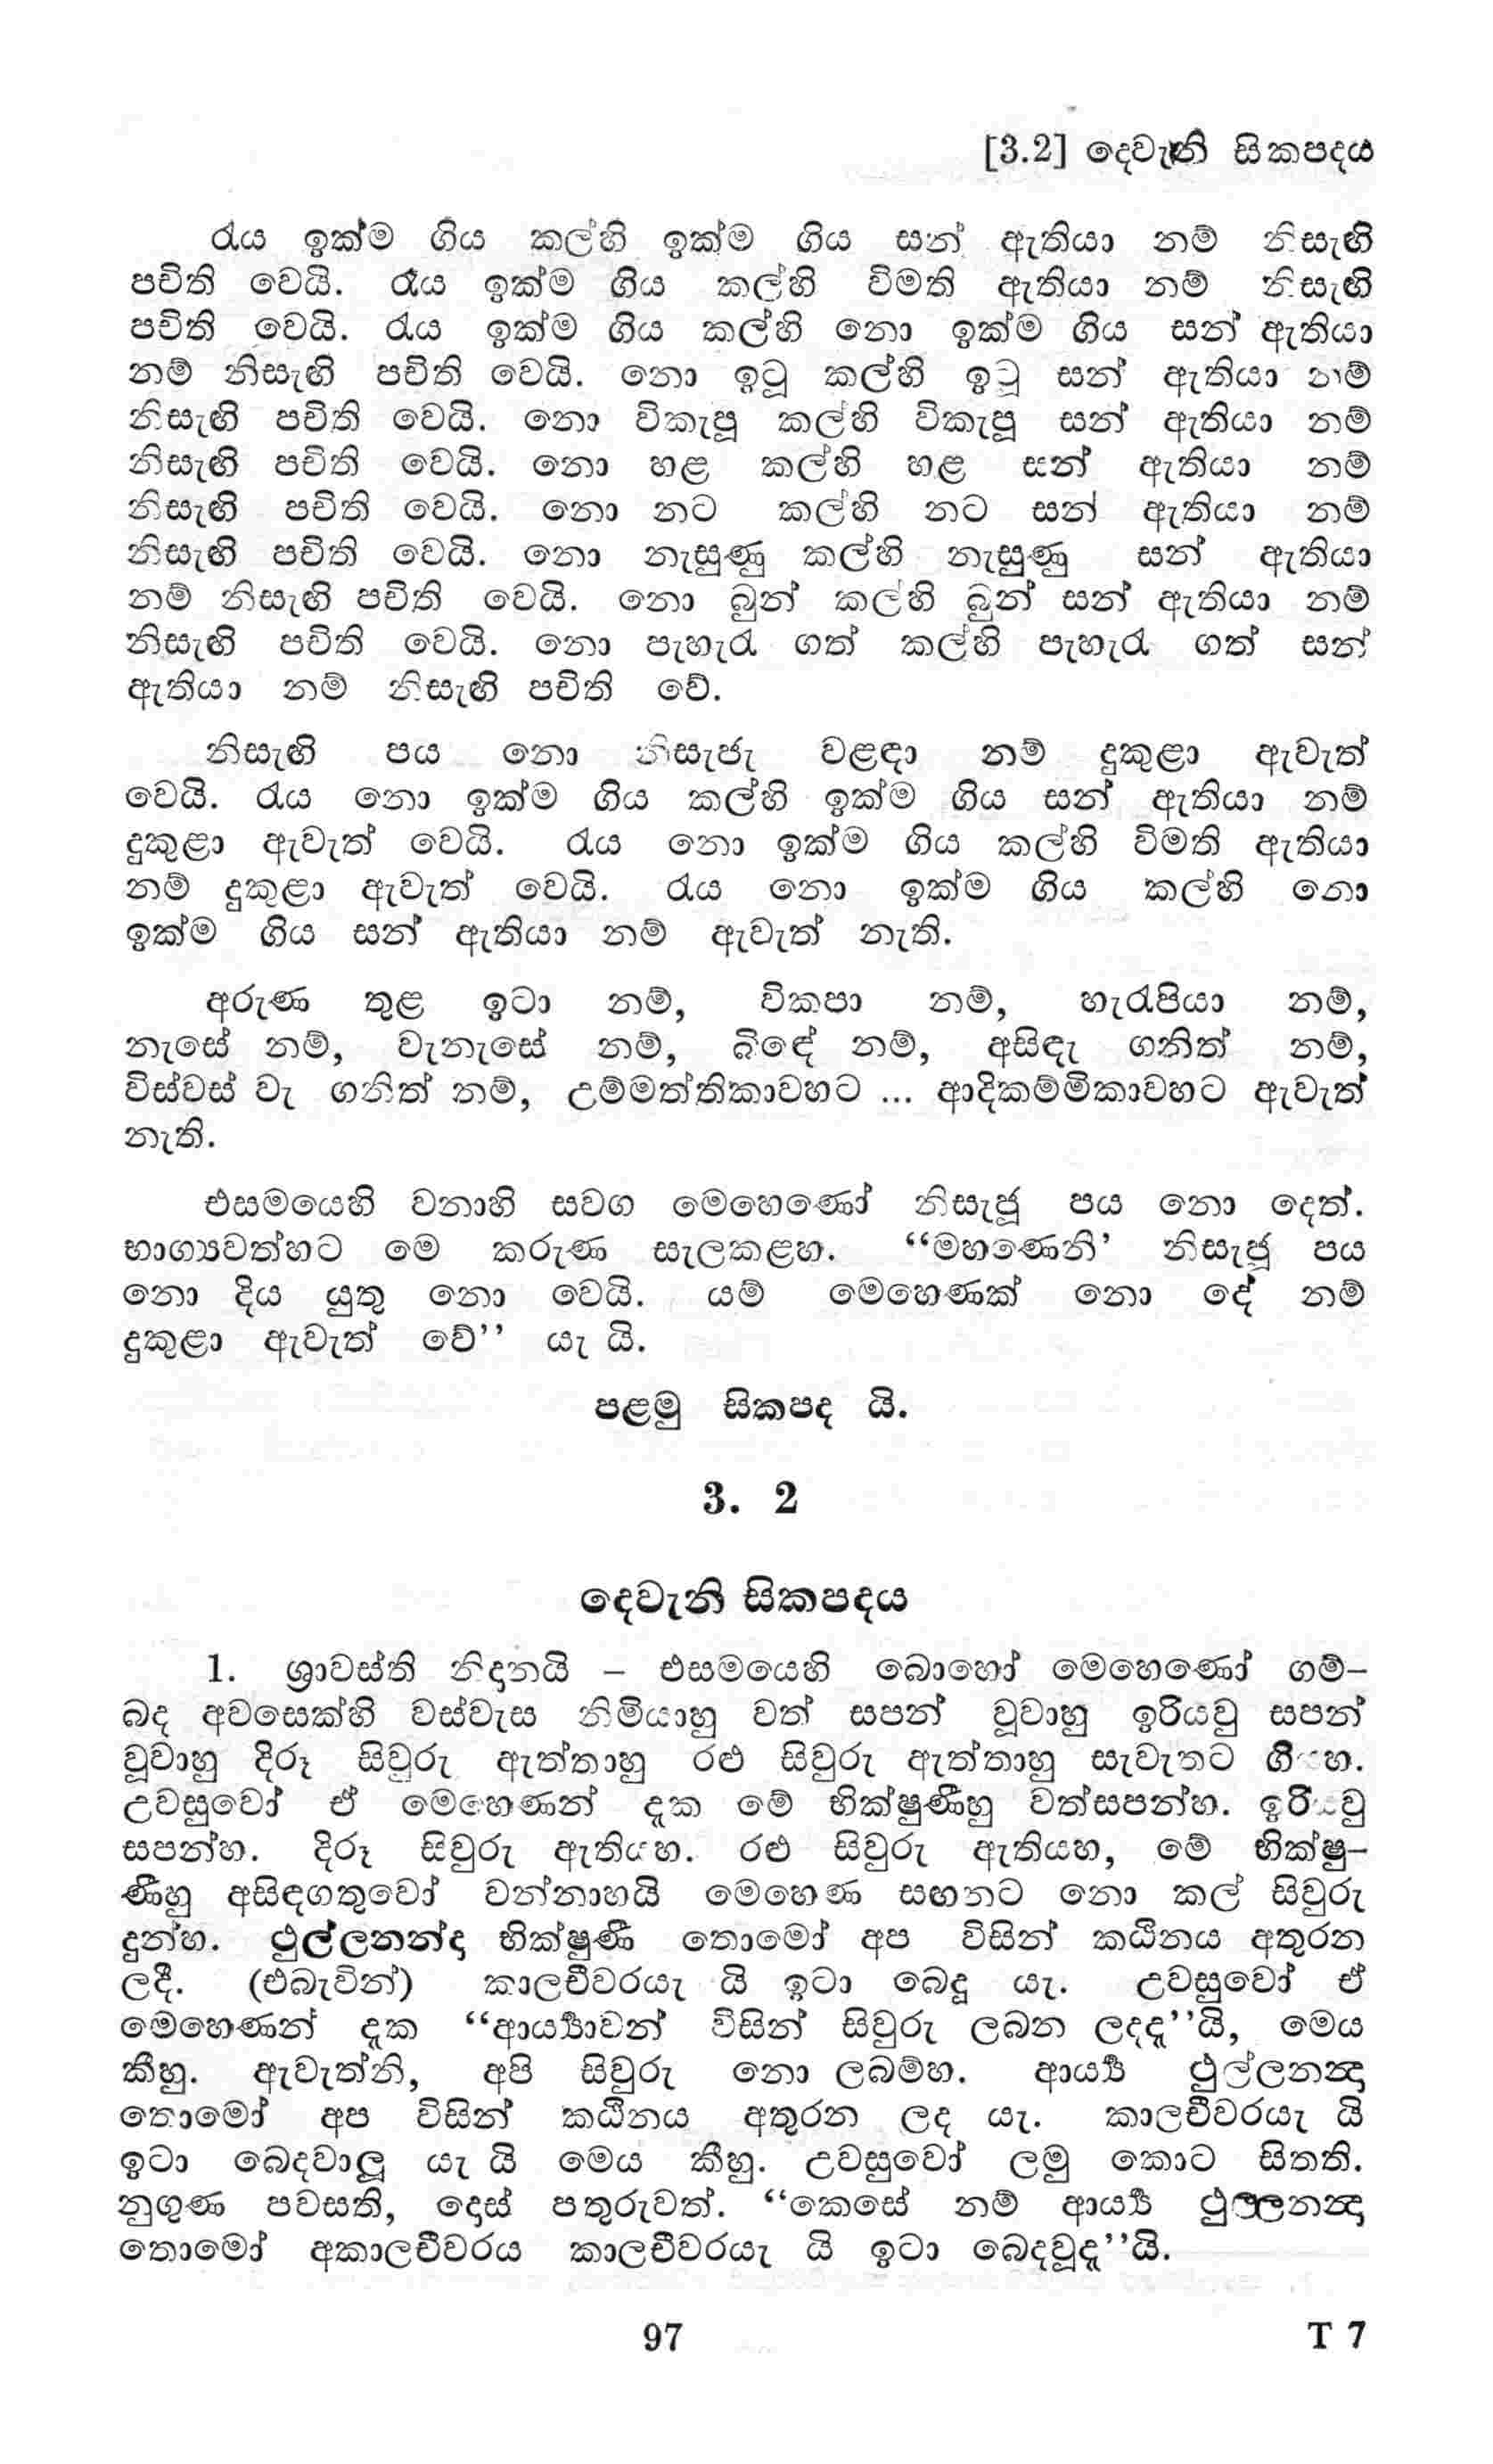 [3.2] දෙවැනි සිකපදය
රැය ඉක්ම ගිය කල්හි ඉක්ම ගිය සන් ඇතියා නම් නිසැඟි
පචිති වෙයි. රැය ඉක්ම ගිය කල්හි විමති ඇතියා නම් නිසැඟි
පචිති වෙයි. රැය ඉක්ම ගිය කල්හි නො ඉක්ම ගිය සන් ඇතියා
නම් නිසැඟි පචිති වෙයි. නො ඉටූ කල්හි ඉටූ සන් ඇතියා නම්
නිසැඟි පචිති වෙයි. නො විකැපූ කල්හි විකැපූ සන් ඇතියා නම්
නිසැඟි පචිති වෙයි. නො හළ කල්හි හළ සන් ඇතියා නම්
නිසැඟි පචිති වෙයි. නො නට කල්හි නට සන් ඇතියා නම්
නිසැඟි පචිති වෙයි. නො නැසුණු කල්හි නැසුණු සන් ඇතියා
නම් නිසැඟි පචිති වෙයි. නො බුන් කල්හි බුන් සන් ඇතියා නම්
නිසැඟි පචිති වෙයි. නො පැහැර ගත් කල්හි පැහැර ගත් සන්
ඇතියා නම් නිසැඟි පචිති වේ.
නිසැඟි පය නො නිසැජැ වළඳා නම් දුකුළා ඇවැත්
වෙයි. රැය නො ඉක්ම ගිය කල්හි ඉක්ම ගිය සන් ඇතියා නම්
දුකුළා ඇවැත් වෙයි. රැය නො ඉක්ම ගිය කල්හි විමති ඇතියා
නම් දුකුළා ඇවැත් වෙයි. රැය නො ඉක්ම ගිය කල්හි නො
ඉක්ම ගිය සන් ඇතියා නම් ඇවැත් නැති.
අරුණ තුළ ඉටා නම්, විකපා නම්, හැරැපියා නම්,
නැසේ නම්, වැනැසේ නම්, බිඳේ නම්, අසිඳැ ගනිත් නම්,
විස්වස් වැ ගනිත් නම්, උම්මත්තිකාවහට ... ආදිකම්මිකාවහට ඇවැත්
නැති.
එසමයෙහි වනාහි සවග මෙහෙණෝ නිසැජූ පය නො දෙත්.
භාග්‍යවත්හට මෙ කරුණ සැලකළහ. “මහණෙනි’ නිසැජූ පය
නො දිය යුතු නො වෙයි. යම් මෙහෙණක් නො දේ නම්
දුකුළා ඇවැත් වේ” යැ යි.
පළමු සිකපද යි.
3. 2
දෙවැනි සිකපදය
1. ශ්‍රාවස්ති නිදානයි – එසමයෙහි බොහෝ මෙහෙණෝ ගම්–
බද අවසෙක්හි වස්වැස නිමියාහු වත් සපන් වූවාහු ඉරියවු සපන්
වූවාහු දිරූ සිවුරු ඇත්තාහු රළු සිවුරු ඇත්තාහු සැවැතට ගියහ.
උවසුවෝ ඒ මෙහෙණන් දැක මේ භික්ෂුණීහු වත්සපන්හ. ඉරියවු
සපන්හ. දිරූ සිවුරු ඇතියහ. රළු සිවුරු ඇතියහ, මේ භික්ෂු–
ණීහු අසිඳගතුවෝ වන්නාහයි මෙහෙණ සඟනට නො කල් සිවුරු
දුන්හ. ථුල්ලනන්දා භික්ෂුණී තොමෝ අප විසින් කඨිනය අතුරන
ලදී. (එබැවින්) කාලචීවරයැ යි ඉටා බෙදූ යැ. උවසුවෝ ඒ
මෙහෙණන් දැක “ආර්‍ය්‍යාවන් විසින් සිවුරු ලබන ලදදැ”යි, මෙය
කීහු. ඇවැත්නි, අපි සිවුරු නො ලබම්හ. ආර්‍ය්‍ය ථුල්ලනන්‍දා
තොමෝ අප විසින් කඨිනය අතුරන ලද යැ. කාලචීවරයැ යි
ඉටා බෙදවාලූ යැ යි මෙය කීහු. උවසුවෝ ලමු කොට සිතති.
නුගුණ පවසති, දොස් පතුරුවත්. “කෙසේ නම් ආර්‍ය්‍ය ථුල්ලනන්‍දා
තොමෝ අකාලචීවරය කාලචීවරයැ යි ඉටා බෙදවූදැ”යි.
97 T 7